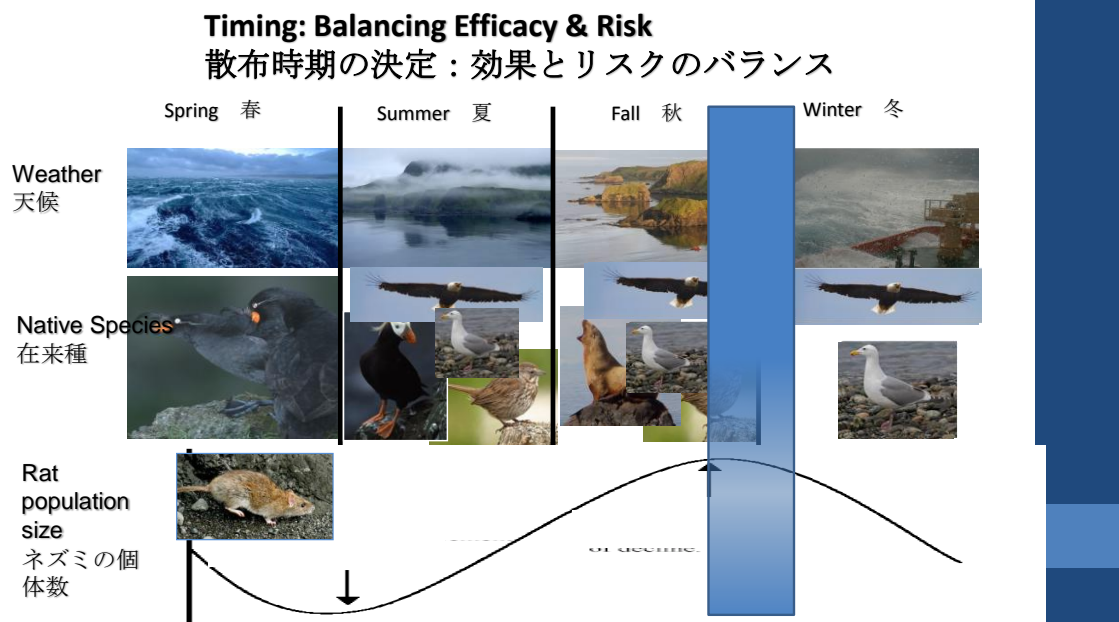 Timing: Balancing Efficacy & Risk
散布時期の決定：効果とリスクのバランス
Spring 春
Summer 夏
Fall 秋
Winter 冬
Weather
天候
Native Species
在来種
Rat
population
size
ネズミの個
体数
of decline.